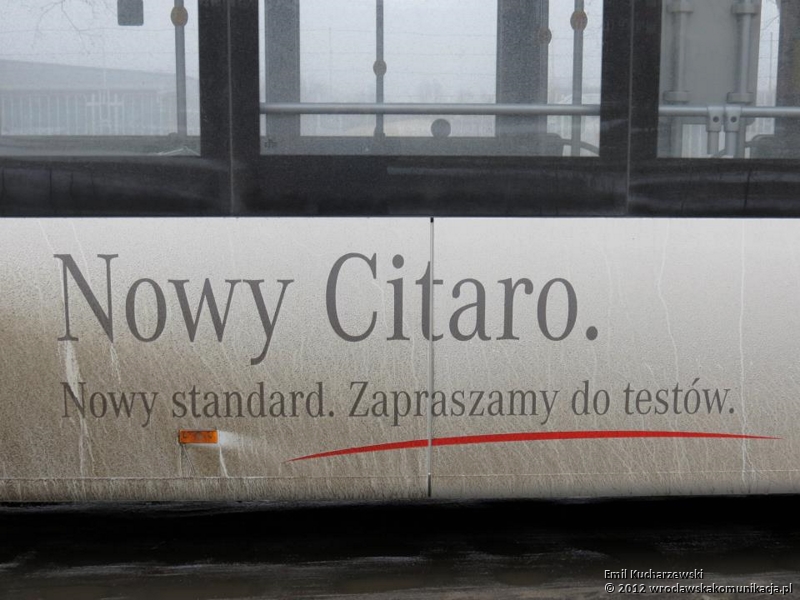 Nowy Citaro.
Nowy standard. Zapraszamy do testów.
Emil Kucharzewski
© 2012 wroclawskakomunikacja.pl